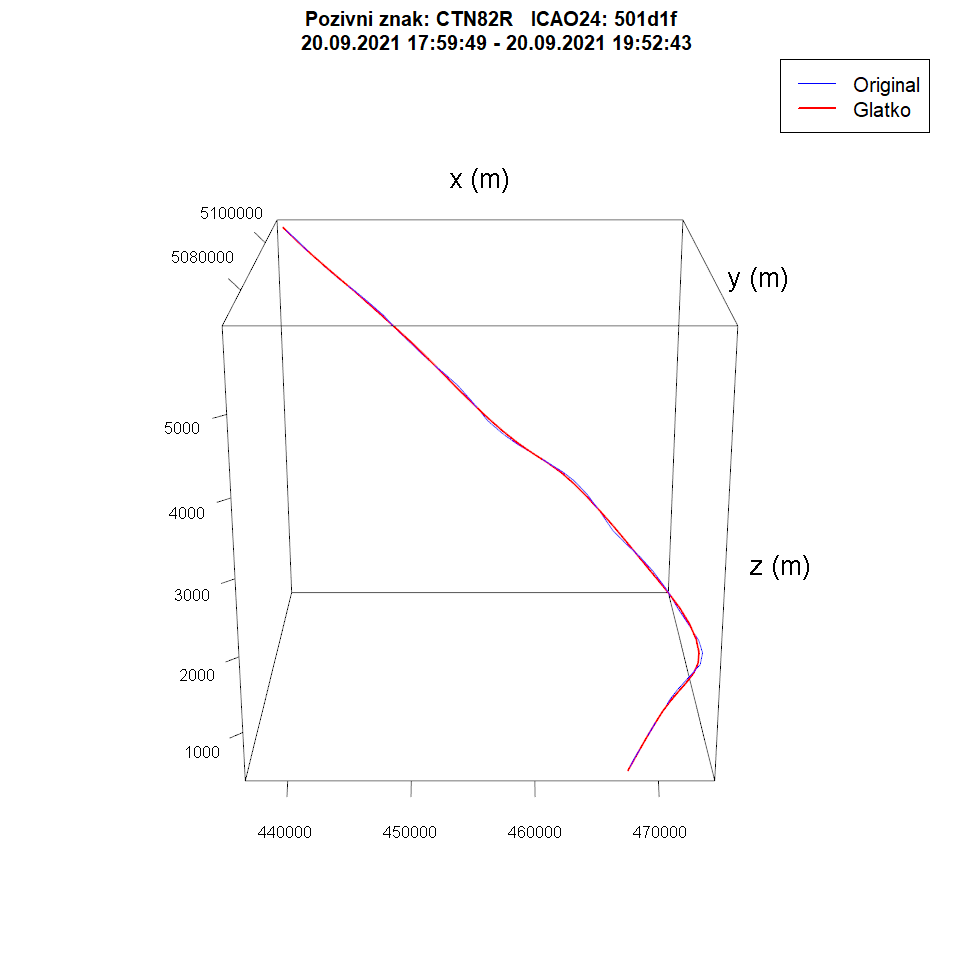 Pozivni znak: CTN82R   ICAO24: 501d1f
20.09.2021 17:59:49 - 20.09.2021 19:52:43
Original
Glatko
x (m)
5100000
5080000
y (m)
5000
4000
z (m)
3000
2000
1000
440000 450000 460000 470000